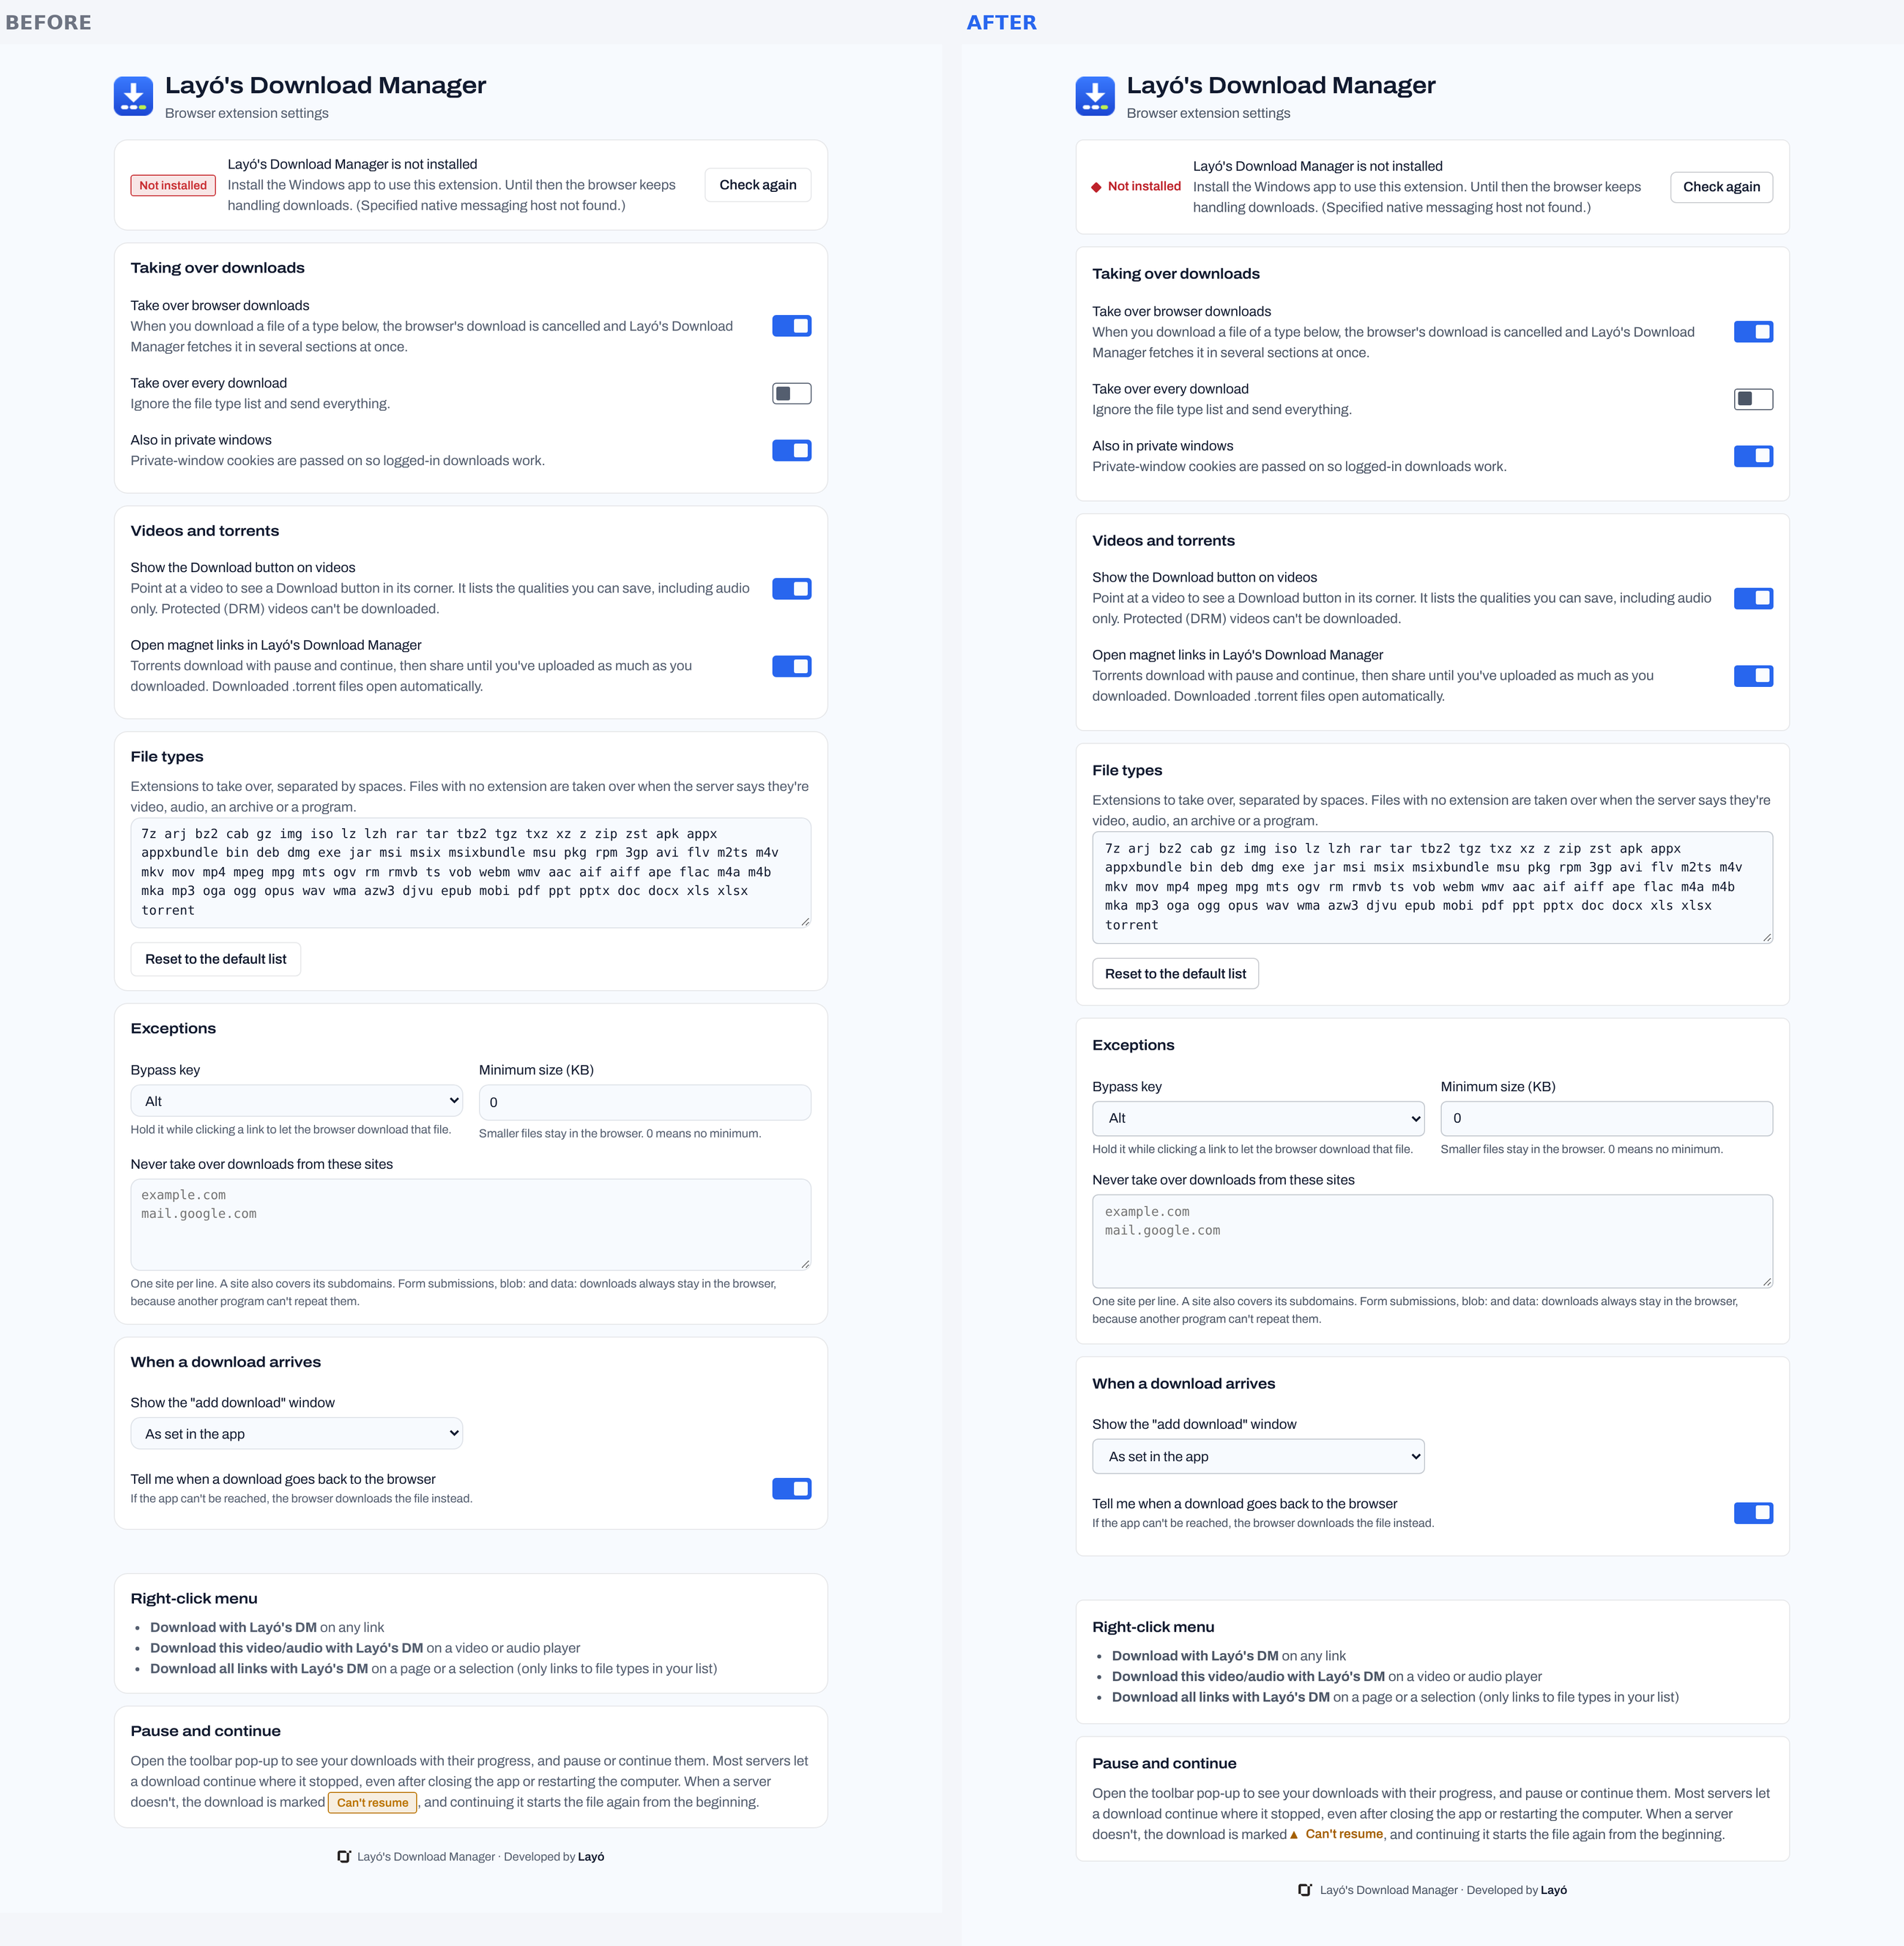 BEFORE
Layó's Download Manager
Browser extension settings
Not installed
Layó's Download Manager is not installed
Install the Windows app to use this extension. Until then the browser keeps
handling downloads. (Specified native messaging host not found.)
Check again
Taking over downloads
Take over browser downloads
When you download a file of a type below, the browser's download is cancelled and Layó's Download
Manager fetches it in several sections at once.
Take over every download
Ignore the file type list and send everything.
Also in private windows
Private-window cookies are passed on so logged-in downloads work.
Videos and torrents
Show the Download button on videos
Point at a video to see a Download button in its corner. It lists the qualities you can save, including audio
only. Protected (DRM) videos can't be downloaded.
Open magnet links in Layó's Download Manager
Torrents download with pause and continue, then share until you've uploaded as much as you
downloaded. Downloaded .torrent files open automatically.
File types
Extensions to take over, separated by spaces. Files with no extension are taken over when the server says they're
video, audio, an archive or a program.
7z arj bz2 cab gz img iso lz lzh rar tar tbz2 tgz txz xz z zip zst apk appx
appxbundle bin deb dmg exe jar msi msix msixbundle msu pkg rpm 3gp avi flv m2ts m4v
mkv mov mp4 mpeg mpg mts ogv rm rmvb ts vob webm wmv aac aif aiff ape flac m4a m4b
mka mp3 oga ogg opus wav wma azw3 djvu epub mobi pdf ppt pptx doc docx xls xlsx
torrent
Reset to the default list
Exceptions
Bypass key
Alt
Hold it while clicking a link to let the browser download that file.
Minimum size (KB)
0
Smaller files stay in the browser. 0 means no minimum.
Never take over downloads from these sites
example.com
mail.google.com
One site per line. A site also covers its subdomains. Form submissions, blob: and data: downloads always stay in the browser,
because another program can't repeat them.
When a download arrives
Show the "add download" window
As set in the app
Tell me when a download goes back to the browser
If the app can't be reached, the browser downloads the file instead.
Right-click menu
• Download with Layó's DM on any link
• Download this video/audio with Layó's DM on a video or audio player
• Download all links with Layó's DM on a page or a selection (only links to file types in your list)
Pause and continue
Open the toolbar pop-up to see your downloads with their progress, and pause or continue them. Most servers let
a download continue where it stopped, even after closing the app or restarting the computer. When a server
doesn't, the download is marked Can't resume, and continuing it starts the file again from the beginning.
Layó's Download Manager · Developed by Layó
AFTER
Layó's Download Manager
Browser extension settings
◆ Not installed
Layó's Download Manager is not installed
Install the Windows app to use this extension. Until then the browser keeps
handling downloads. (Specified native messaging host not found.)
Check again
Taking over downloads
Take over browser downloads
When you download a file of a type below, the browser's download is cancelled and Layó's Download
Manager fetches it in several sections at once.
Take over every download
Ignore the file type list and send everything.
Also in private windows
Private-window cookies are passed on so logged-in downloads work.
Videos and torrents
Show the Download button on videos
Point at a video to see a Download button in its corner. It lists the qualities you can save, including audio
only. Protected (DRM) videos can't be downloaded.
Open magnet links in Layó's Download Manager
Torrents download with pause and continue, then share until you've uploaded as much as you
downloaded. Downloaded .torrent files open automatically.
File types
Extensions to take over, separated by spaces. Files with no extension are taken over when the server says they're
video, audio, an archive or a program.
7z arj bz2 cab gz img iso lz lzh rar tar tbz2 tgz txz xz z zip zst apk appx
appxbundle bin deb dmg exe jar msi msix msixbundle msu pkg rpm 3gp avi flv m2ts m4v
mkv mov mp4 mpeg mpg mts ogv rm rmvb ts vob webm wmv aac aif aiff ape flac m4a m4b
mka mp3 oga ogg opus wav wma azw3 djvu epub mobi pdf ppt pptx doc docx xls xlsx
torrent
Reset to the default list
Exceptions
Bypass key
Alt
Hold it while clicking a link to let the browser download that file.
Minimum size (KB)
0
Smaller files stay in the browser. 0 means no minimum.
Never take over downloads from these sites
example.com
mail.google.com
One site per line. A site also covers its subdomains. Form submissions, blob: and data: downloads always stay in the browser,
because another program can't repeat them.
When a download arrives
Show the "add download" window
As set in the app
Tell me when a download goes back to the browser
If the app can't be reached, the browser downloads the file instead.
Right-click menu
• Download with Layó's DM on any link
• Download this video/audio with Layó's DM on a video or audio player
• Download all links with Layó's DM on a page or a selection (only links to file types in your list)
Pause and continue
Open the toolbar pop-up to see your downloads with their progress, and pause or continue them. Most servers let
a download continue where it stopped, even after closing the app or restarting the computer. When a server
doesn't, the download is marked ▲ Can't resume, and continuing it starts the file again from the beginning.
Layó's Download Manager · Developed by Layó